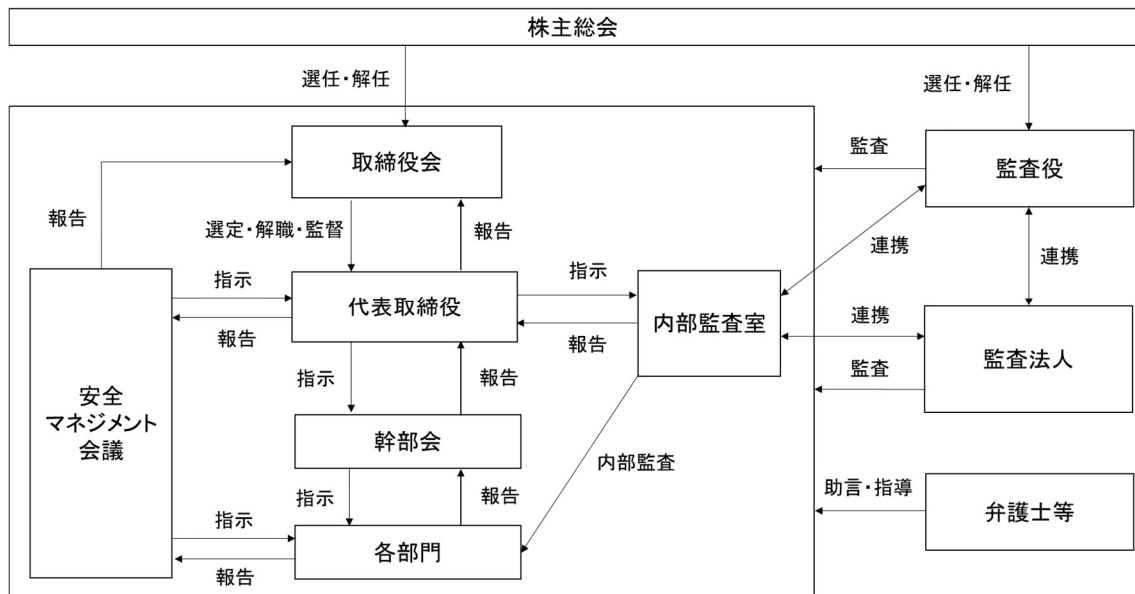 株主総会
選任・解任
選任・解任
取締役会
監査
監査役
報告
選定・解職・監督
報告
連携
連携
指示
代表取締役
指示
内部監査室
報告
報告
連携
監査法人
監査
指示
報告
安全
マネジメント
会議
幹部会
内部監査
指示
報告
助言・指導
弁護士等
指示
各部門
報告